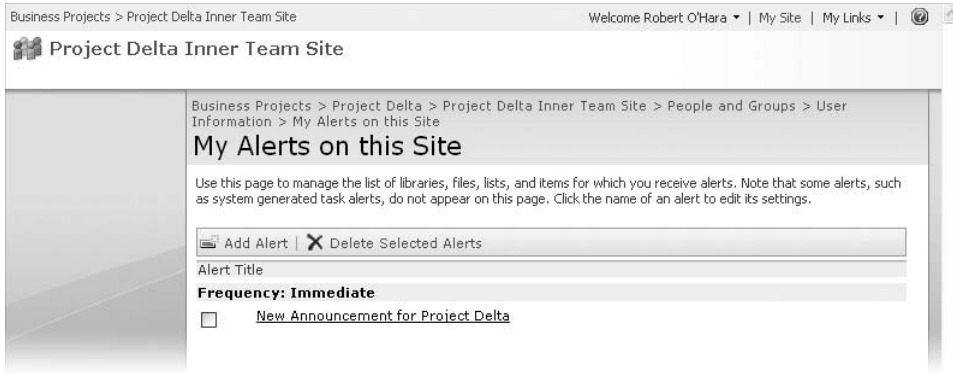 Business Projects > Project Delta Inner Team Site
Welcome Robert O'Hara ▾ | My Site | My Links ▾ |
Project Delta Inner Team Site
Business Projects > Project Delta > Project Delta Inner Team Site > People and Groups > User
Information > My Alerts on this Site
My Alerts on this Site
Use this page to manage the list of libraries, files, lists, and items for which you receive alerts. Note that some alerts, such
as system generated task alerts, do not appear on this page. Click the name of an alert to edit its settings.
Add Alert | Delete Selected Alerts
Alert Title
Frequency: Immediate
New Announcement for Project Delta